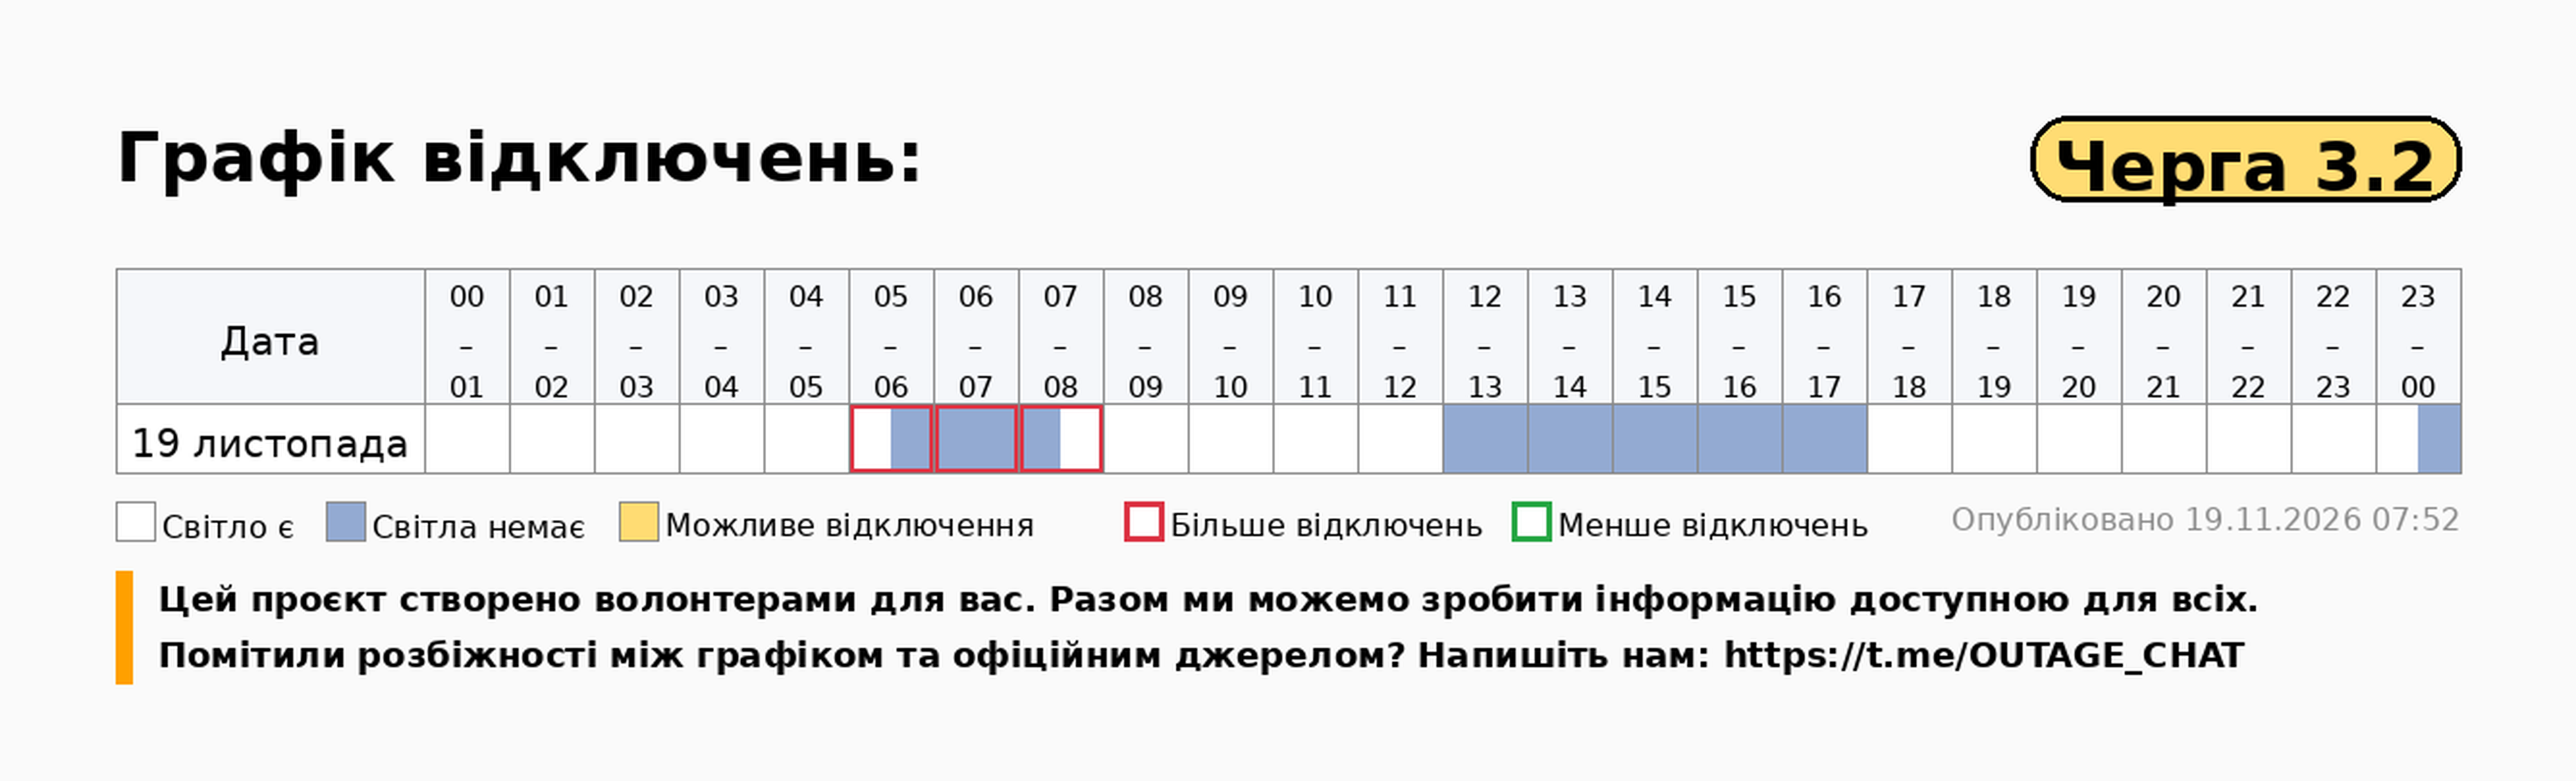 Графік відключень:
Черга 3.2
Дата 00 – 01 01 – 02 02 – 03 03 – 04 04 – 05 05 – 06 06 – 07 07 – 08 08 – 09 09 – 10 10 – 11 11 – 12 12 – 13 13 – 14 14 – 15 15 – 16 16 – 17 17 – 18 18 – 19 19 – 20 20 – 21 21 – 22 22 – 23 23 – 00
19 листопада
Світло є Світла немає Можливе відключення Більше відключень Менше відключень Опубліковано 19.11.2026 07:52
Цей проєкт створено волонтерами для вас. Разом ми можемо зробити інформацію доступною для всіх.
Помітили розбіжності між графіком та офіційним джерелом? Напишіть нам: https://t.me/OUTAGE_CHAT